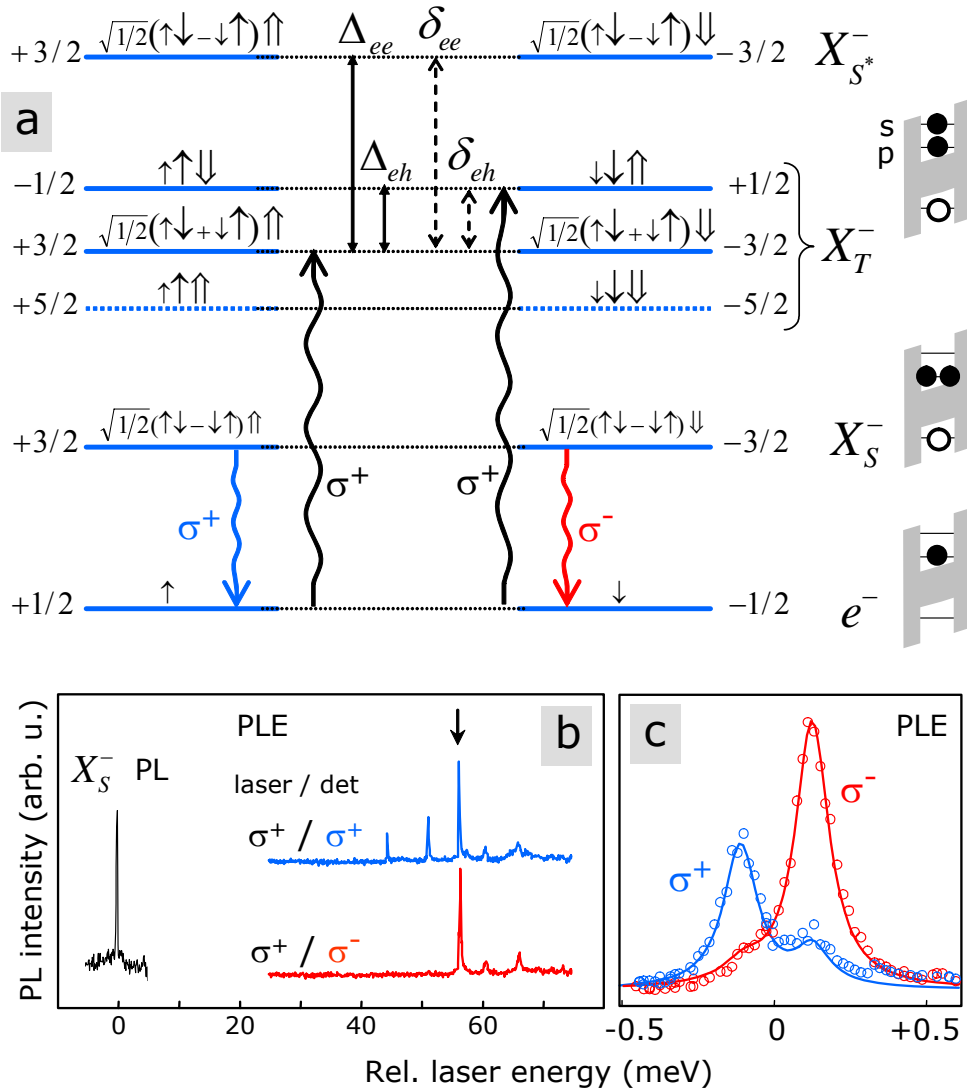 +3/2 √1/2(↑↓−↓↑)⇑ Δee δee √1/2(↑↓−↓↑)⇓ −3/2 X⁻S*
a
s
p
−1/2 ↑↑⇓ Δeh δeh ↓↓⇑ +1/2
+3/2 √1/2(↑↓+↓↑)⇑ √1/2(↑↓+↓↑)⇓ −3/2 X⁻T
+5/2 ↑↑⇑ ↓↓⇓ −5/2
+3/2 √1/2(↑↓−↓↑)⇑ √1/2(↑↓−↓↑)⇓ −3/2 X⁻S
σ+ σ+ σ+ σ-
+1/2 ↑ ↓ −1/2 e⁻
PL intensity (arb. u.)
X⁻S PL
PLE
b
laser / det
σ+ / σ+
σ+ / σ-
0 20 40 60
c
PLE
σ-
σ+
-0.5 0 +0.5
Rel. laser energy (meV)